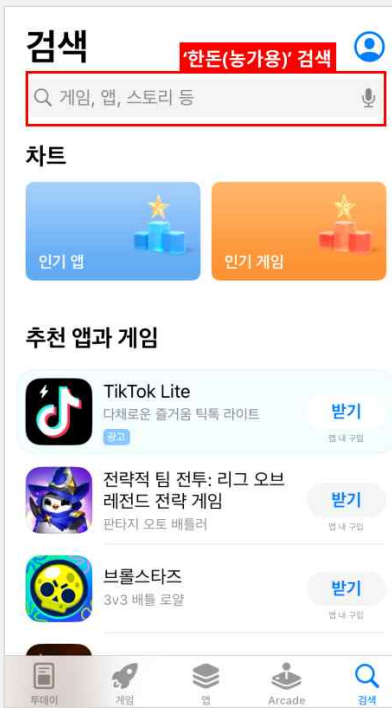 검색
‘한돈(농가용)’ 검색
게임, 앱, 스토리 등
차트
인기 앱
인기 게임
추천 앱과 게임
TikTok Lite
다채로운 즐거움 틱톡 라이트
광고
받기
앱 내 구입
전략적 팀 전투: 리그 오브
레전드 전략 게임
판타지 오토 배틀러
받기
앱 내 구입
브롤스타즈
3v3 배틀 로얄
받기
앱 내 구입
투데이
게임
앱
Arcade
검색